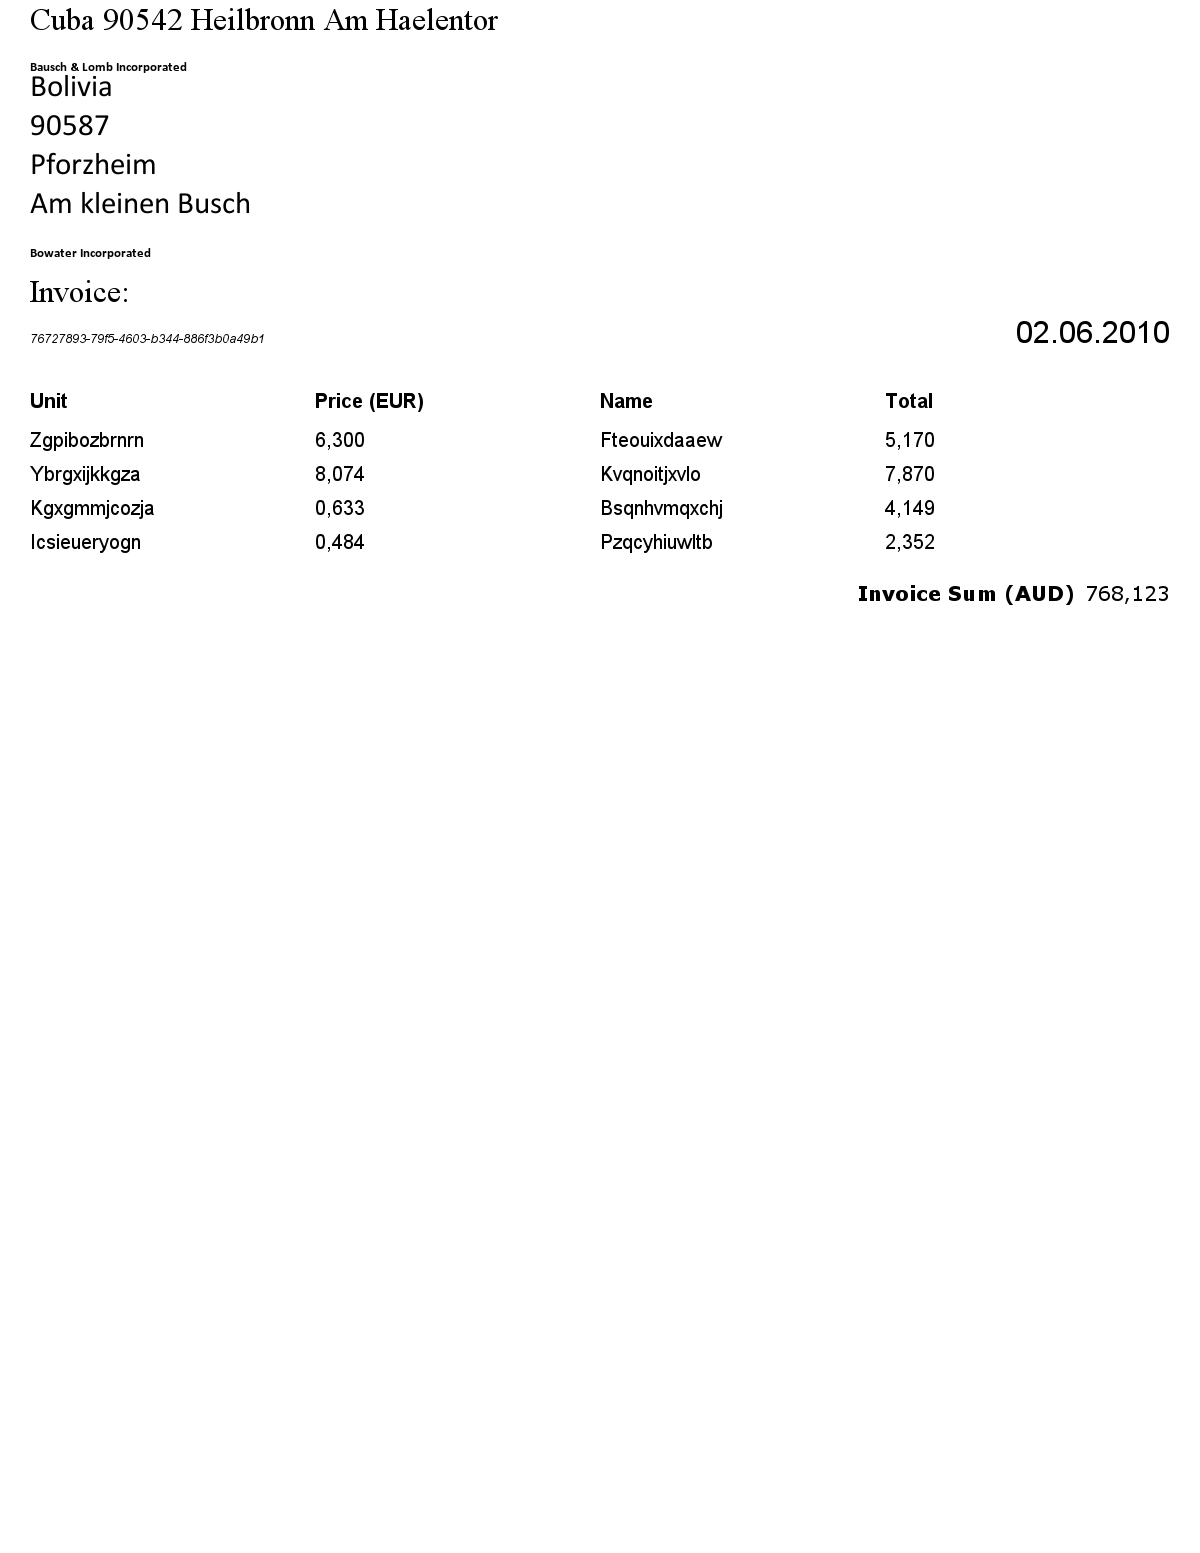 Cuba 90542 Heilbronn Am Haelentor
Bausch & Lomb Incorporated
Bolivia
90587
Pforzheim
Am kleinen Busch
Bowater Incorporated
Invoice:
76727893-79f5-4603-b344-886f3b0a49b1 02.06.2010
Unit Price (EUR) Name Total
Zgpibozbrnrn 6,300 Fteouixdaaew 5,170
Ybrgxijkkgza 8,074 Kvqnoitjxvlo 7,870
Kgxgmmjcozja 0,633 Bsqnhvmqxchj 4,149
Icsieueryogn 0,484 Pzqcyhiuwltb 2,352
Invoice Sum (AUD) 768,123